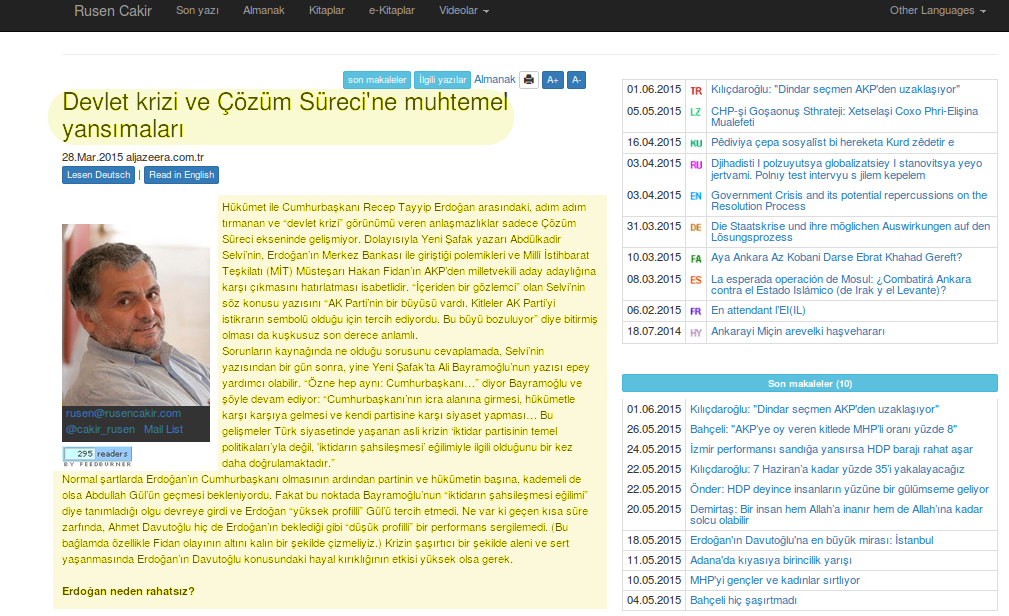 Rusen Cakir Son yazı Almanak Kitaplar e-Kitaplar Videolar Other Languages
son makaleler İlgili yazılar Almanak A+ A-
Devlet krizi ve Çözüm Süreci'ne muhtemel
yansımaları
28.Mar.2015 aljazeera.com.tr
Lesen Deutsch | Read in English
Hükümet ile Cumhurbaşkanı Recep Tayyip Erdoğan arasındaki, adım adım
tırmanan ve “devlet krizi” görünümü veren anlaşmazlıklar sadece Çözüm
Süreci ekseninde gelişmiyor. Dolayısıyla Yeni Şafak yazarı Abdülkadir
Selvi’nin, Erdoğan’ın Merkez Bankası ile giriştiği polemikleri ve Millî İstihbarat
Teşkilatı (MİT) Müsteşarı Hakan Fidan’ın AKP’den milletvekili aday adaylığına
karşı çıkmasını hatırlatması isabetlidir. “İçeriden bir gözlemci” olan Selvi’nin
söz konusu yazısını “AK Parti’nin bir büyüsü vardı. Kitleler AK Parti’yi
istikrarın sembolü olduğu için tercih ediyordu. Bu büyü bozuluyor” diye bitirmiş
olması da kuşkusuz son derece anlamlı.
Sorunların kaynağında ne olduğu sorusunu cevaplamada, Selvi’nin
yazısından bir gün sonra, yine Yeni Şafak’ta Ali Bayramoğlu’nun yazısı epey
yardımcı olabilir. “Özne hep aynı: Cumhurbaşkanı…” diyor Bayramoğlu ve
şöyle devam ediyor: “Cumhurbaşkanı’nın icra alanına girmesi, hükümetle
karşı karşıya gelmesi ve kendi partisine karşı siyaset yapması… Bu
gelişmeler Türk siyasetinde yaşanan asli krizin ‘iktidar partisinin temel
politikaları’yla değil, ’iktidarın şahsileşmesi’ eğilimiyle ilgili olduğunu bir kez
daha doğrulamaktadır.”
rusen@rusencakir.com
@cakir_rusen Mail List
295 readers
BY FEEDBURNER
Normal şartlarda Erdoğan’ın Cumhurbaşkanı olmasının ardından partinin ve hükümetin başına, kademeli de
olsa Abdullah Gül’ün geçmesi bekleniyordu. Fakat bu noktada Bayramoğlu’nun “iktidarın şahsileşmesi eğilimi”
diye tanımladığı olgu devreye girdi ve Erdoğan “yüksek profilli” Gül’ü tercih etmedi. Ne var ki geçen kısa süre
zarfında, Ahmet Davutoğlu hiç de Erdoğan’ın beklediği gibi “düşük profilli” bir performans sergilemedi. (Bu
bağlamda özellikle Fidan olayının altını kalın bir şekilde çizmeliyiz.) Krizin şaşırtıcı bir şekilde aleni ve sert
yaşanmasında Erdoğan’ın Davutoğlu konusundaki hayal kırıklığının etkisi yüksek olsa gerek.
Erdoğan neden rahatsız?
01.06.2015 TR Kılıçdaroğlu: "Dindar seçmen AKP'den uzaklaşıyor"
05.05.2015 LZ CHP-şi Goşaonuş Sthrateji: Xetselaşi Coxo Phri-Elişina
Mualefeti
16.04.2015 KU Pêdiviya çepa sosyalîst bi hereketa Kurd zêdetir e
03.04.2015 RU Djihadisti I polzuyutsya globalizatsiey I stanovitsya yeyo
jertvami. Polnıy test intervyu s jilem kepelem
03.04.2015 EN Government Crisis and its potential repercussions on the
Resolution Process
31.03.2015 DE Die Staatskrise und ihre möglichen Auswirkungen auf den
Lösungsprozess
10.03.2015 FA Aya Ankara Az Kobani Darse Ebrat Khahad Gereft?
08.03.2015 ES La esperada operación de Mosul: ¿Combatirá Ankara
contra el Estado Islámico (de Irak y el Levante)?
06.02.2015 FR En attendant l'EI(IL)
18.07.2014 HY Ankarayi Miçin arevelki haşvehararı
Son makaleler (10)
01.06.2015 Kılıçdaroğlu: "Dindar seçmen AKP'den uzaklaşıyor"
26.05.2015 Bahçeli: "AKP'ye oy veren kitlede MHP'li oranı yüzde 8"
24.05.2015 İzmir performansı sandığa yansırsa HDP barajı rahat aşar
22.05.2015 Kılıçdaroğlu: 7 Haziran’a kadar yüzde 35’i yakalayacağız
22.05.2015 Önder: HDP deyince insanların yüzüne bir gülümseme geliyor
20.05.2015 Demirtaş: Bir insan hem Allah’a inanır hem de Allah’ına kadar
solcu olabilir
18.05.2015 Erdoğan'ın Davutoğlu'na en büyük mirası: İstanbul
11.05.2015 Adana'da kıyasıya birincilik yarışı
10.05.2015 MHP'yi gençler ve kadınlar sırtlıyor
04.05.2015 Bahçeli hiç şaşırtmadı